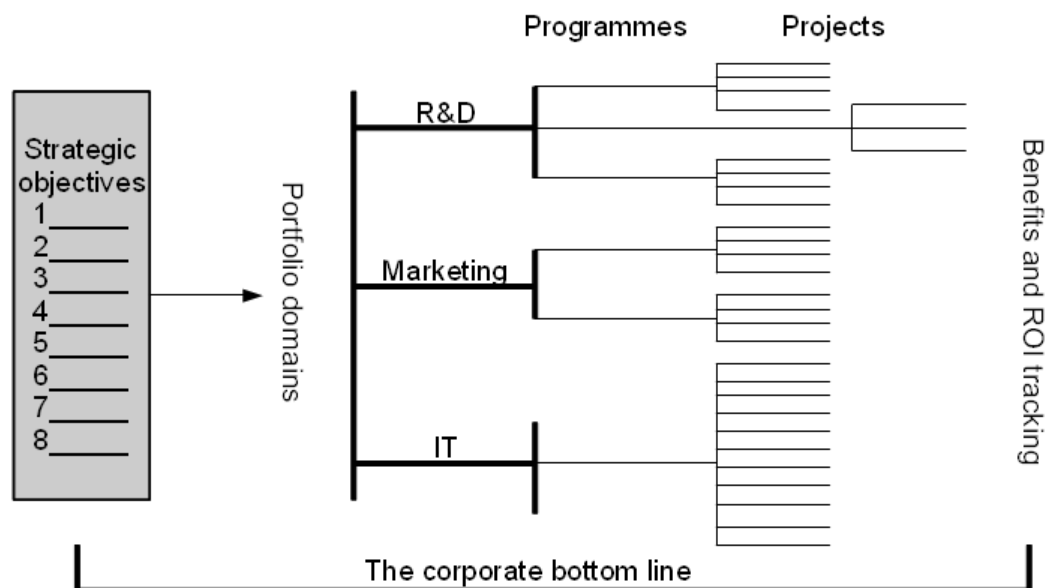 Programmes
Projects
Strategic
objectives
1
2
3
4
5
6
7
8
Portfolio domains
R&D
Marketing
IT
Benefits and ROI tracking
The corporate bottom line